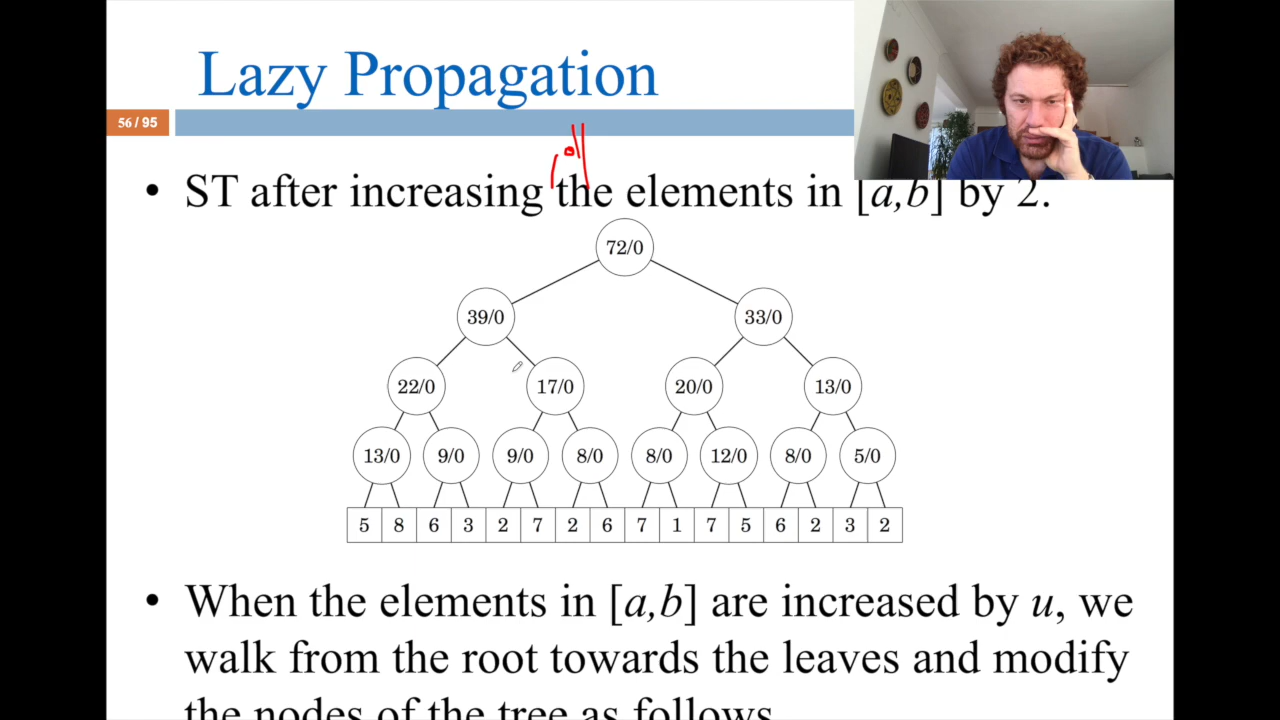 Lazy Propagation
56 / 95
all
• ST after increasing the elements in [a,b] by 2.
72/0
39/0 33/0
22/0 17/0 20/0 13/0
13/0 9/0 9/0 8/0 8/0 12/0 8/0 5/0
5 8 6 3 2 7 2 6 7 1 7 5 6 2 3 2
• When the elements in [a,b] are increased by u, we
walk from the root towards the leaves and modify
the nodes of the tree as follows